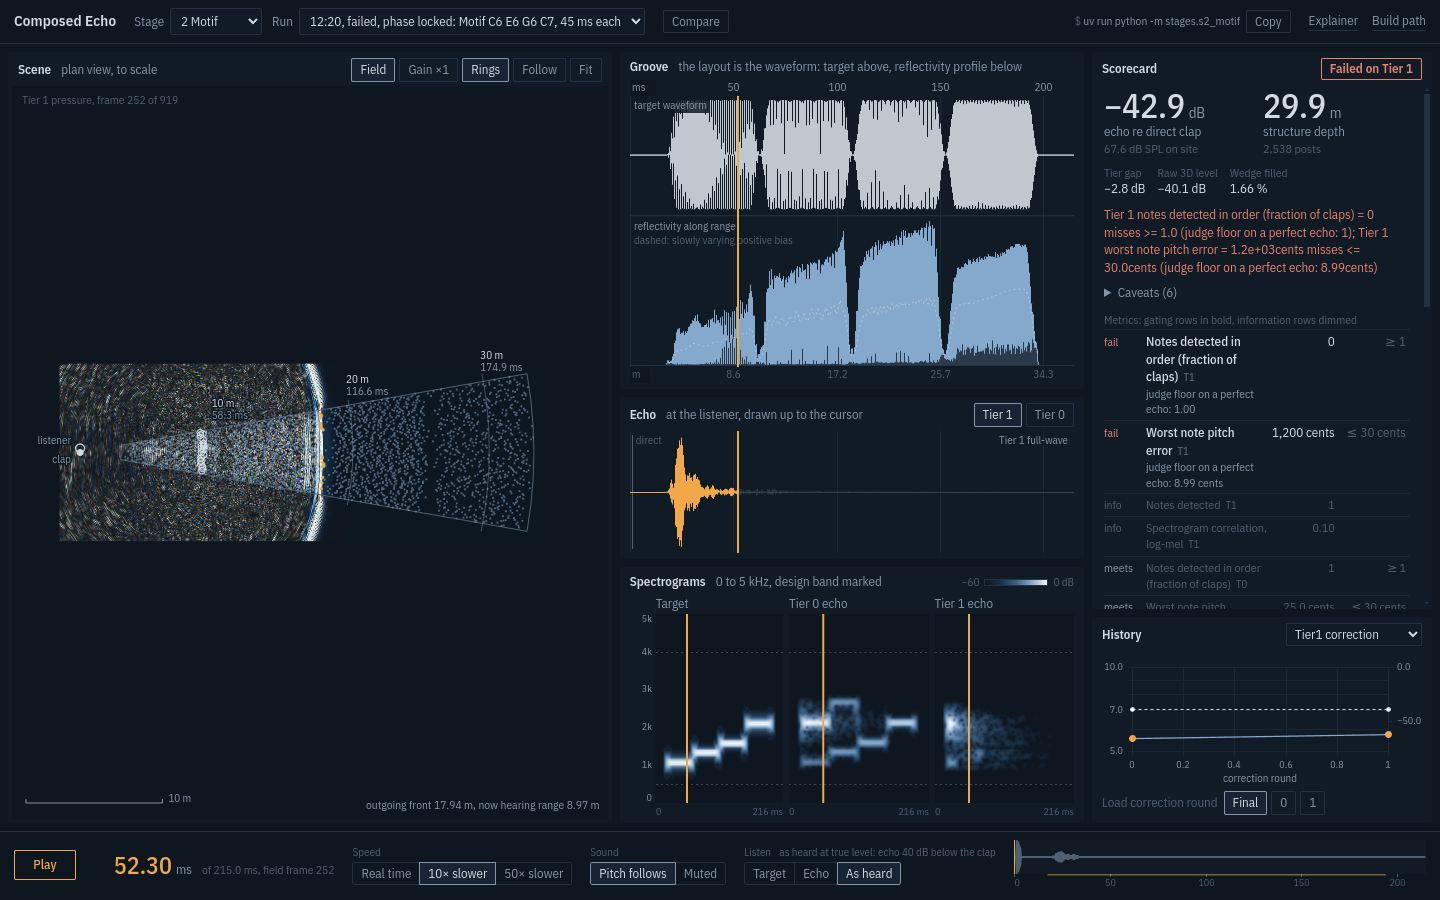 Composed Echo
Stage 2 Motif Run 12:20, failed, phase locked: Motif C6 E6 G6 C7, 45 ms each Compare
$ uv run python -m stages.s2_motif Copy Explainer Build path
Scene plan view, to scale
Field Gain ×1 Rings Follow Fit
Tier 1 pressure, frame 252 of 919
30 m
174.9 ms
20 m
116.6 ms
10 m
58.3 ms
listener
clap
10 m
outgoing front 17.94 m, now hearing range 8.97 m
Groove the layout is the waveform: target above, reflectivity profile below
ms 50 100 150 200
target waveform
reflectivity along range
dashed: slowly varying positive bias
m 8.6 17.2 25.7 34.3
Echo at the listener, drawn up to the cursor
Tier 1 Tier 0
direct
Tier 1 full-wave
Spectrograms 0 to 5 kHz, design band marked
−60 0 dB
Target Tier 0 echo Tier 1 echo
5k
4k
3k
2k
1k
0
0 216 ms 0 216 ms 0 216 ms
Scorecard
Failed on Tier 1
−42.9 dB
echo re direct clap
67.6 dB SPL on site
29.9 m
structure depth
2,538 posts
Tier gap Raw 3D level Wedge filled
−2.8 dB −40.1 dB 1.66 %
Tier 1 notes detected in order (fraction of claps) = 0
misses >= 1.0 (judge floor on a perfect echo: 1); Tier 1
worst note pitch error = 1.2e+03cents misses <=
30.0cents (judge floor on a perfect echo: 8.99cents)
▶ Caveats (6)
Metrics: gating rows in bold, information rows dimmed
fail Notes detected in 0 ≥ 1
order (fraction of
claps) T1
judge floor on a perfect
echo: 1.00
fail Worst note pitch 1,200 cents ≤ 30 cents
error T1
judge floor on a perfect
echo: 8.99 cents
info Notes detected T1 1
info Spectrogram correlation, 0.10
log-mel T1
meets Notes detected in order 1 ≥ 1
(fraction of claps) T0
meets Worst note pitch 25.0 cents ≤ 30 cents
History
Tier1 correction
10.0 0.0
7.0
−50.0
5.0
0 0.2 0.4 0.6 0.8 1
correction round
Load correction round Final 0 1
Play
52.30 ms of 215.0 ms, field frame 252
Speed
Real time 10× slower 50× slower
Sound
Pitch follows Muted
Listen as heard at true level: echo 40 dB below the clap
Target Echo As heard
0 50 100 150 200